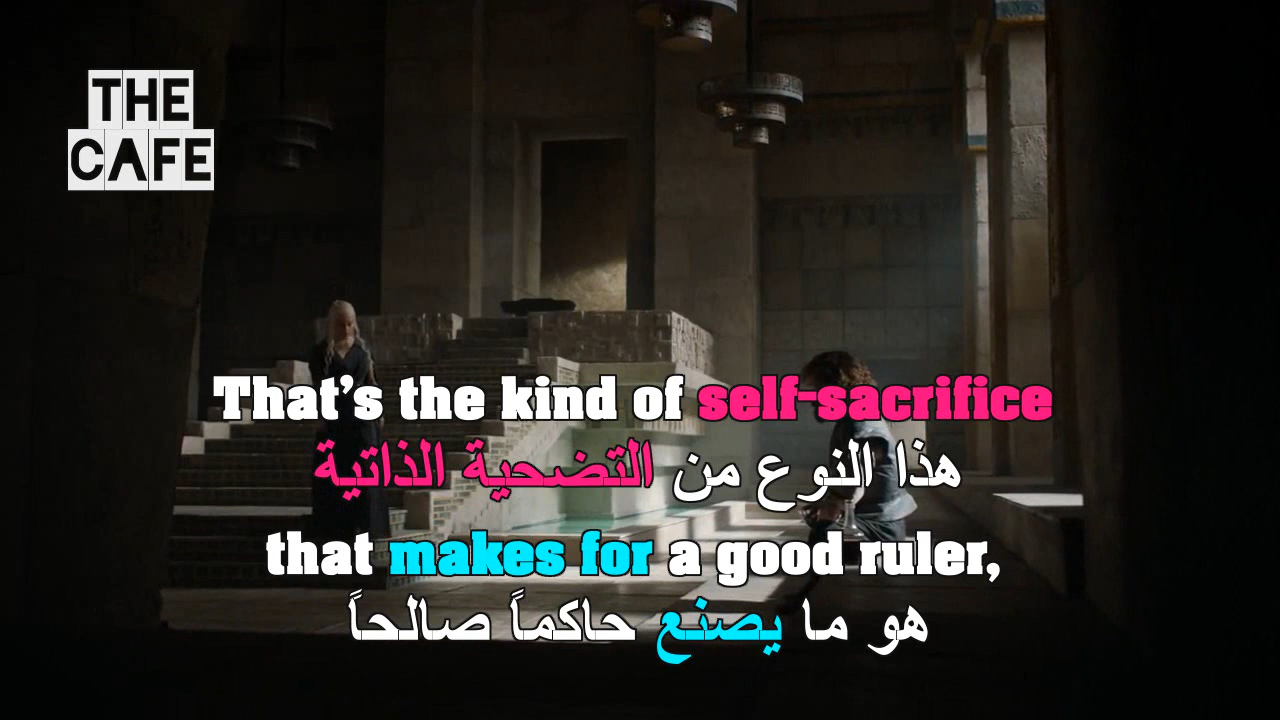 THE
CAFE
That's the kind of self-sacrifice
هذا النوع من التضحية الذاتية
that makes for a good ruler,
هو ما يصنع حاكماً صالحاً